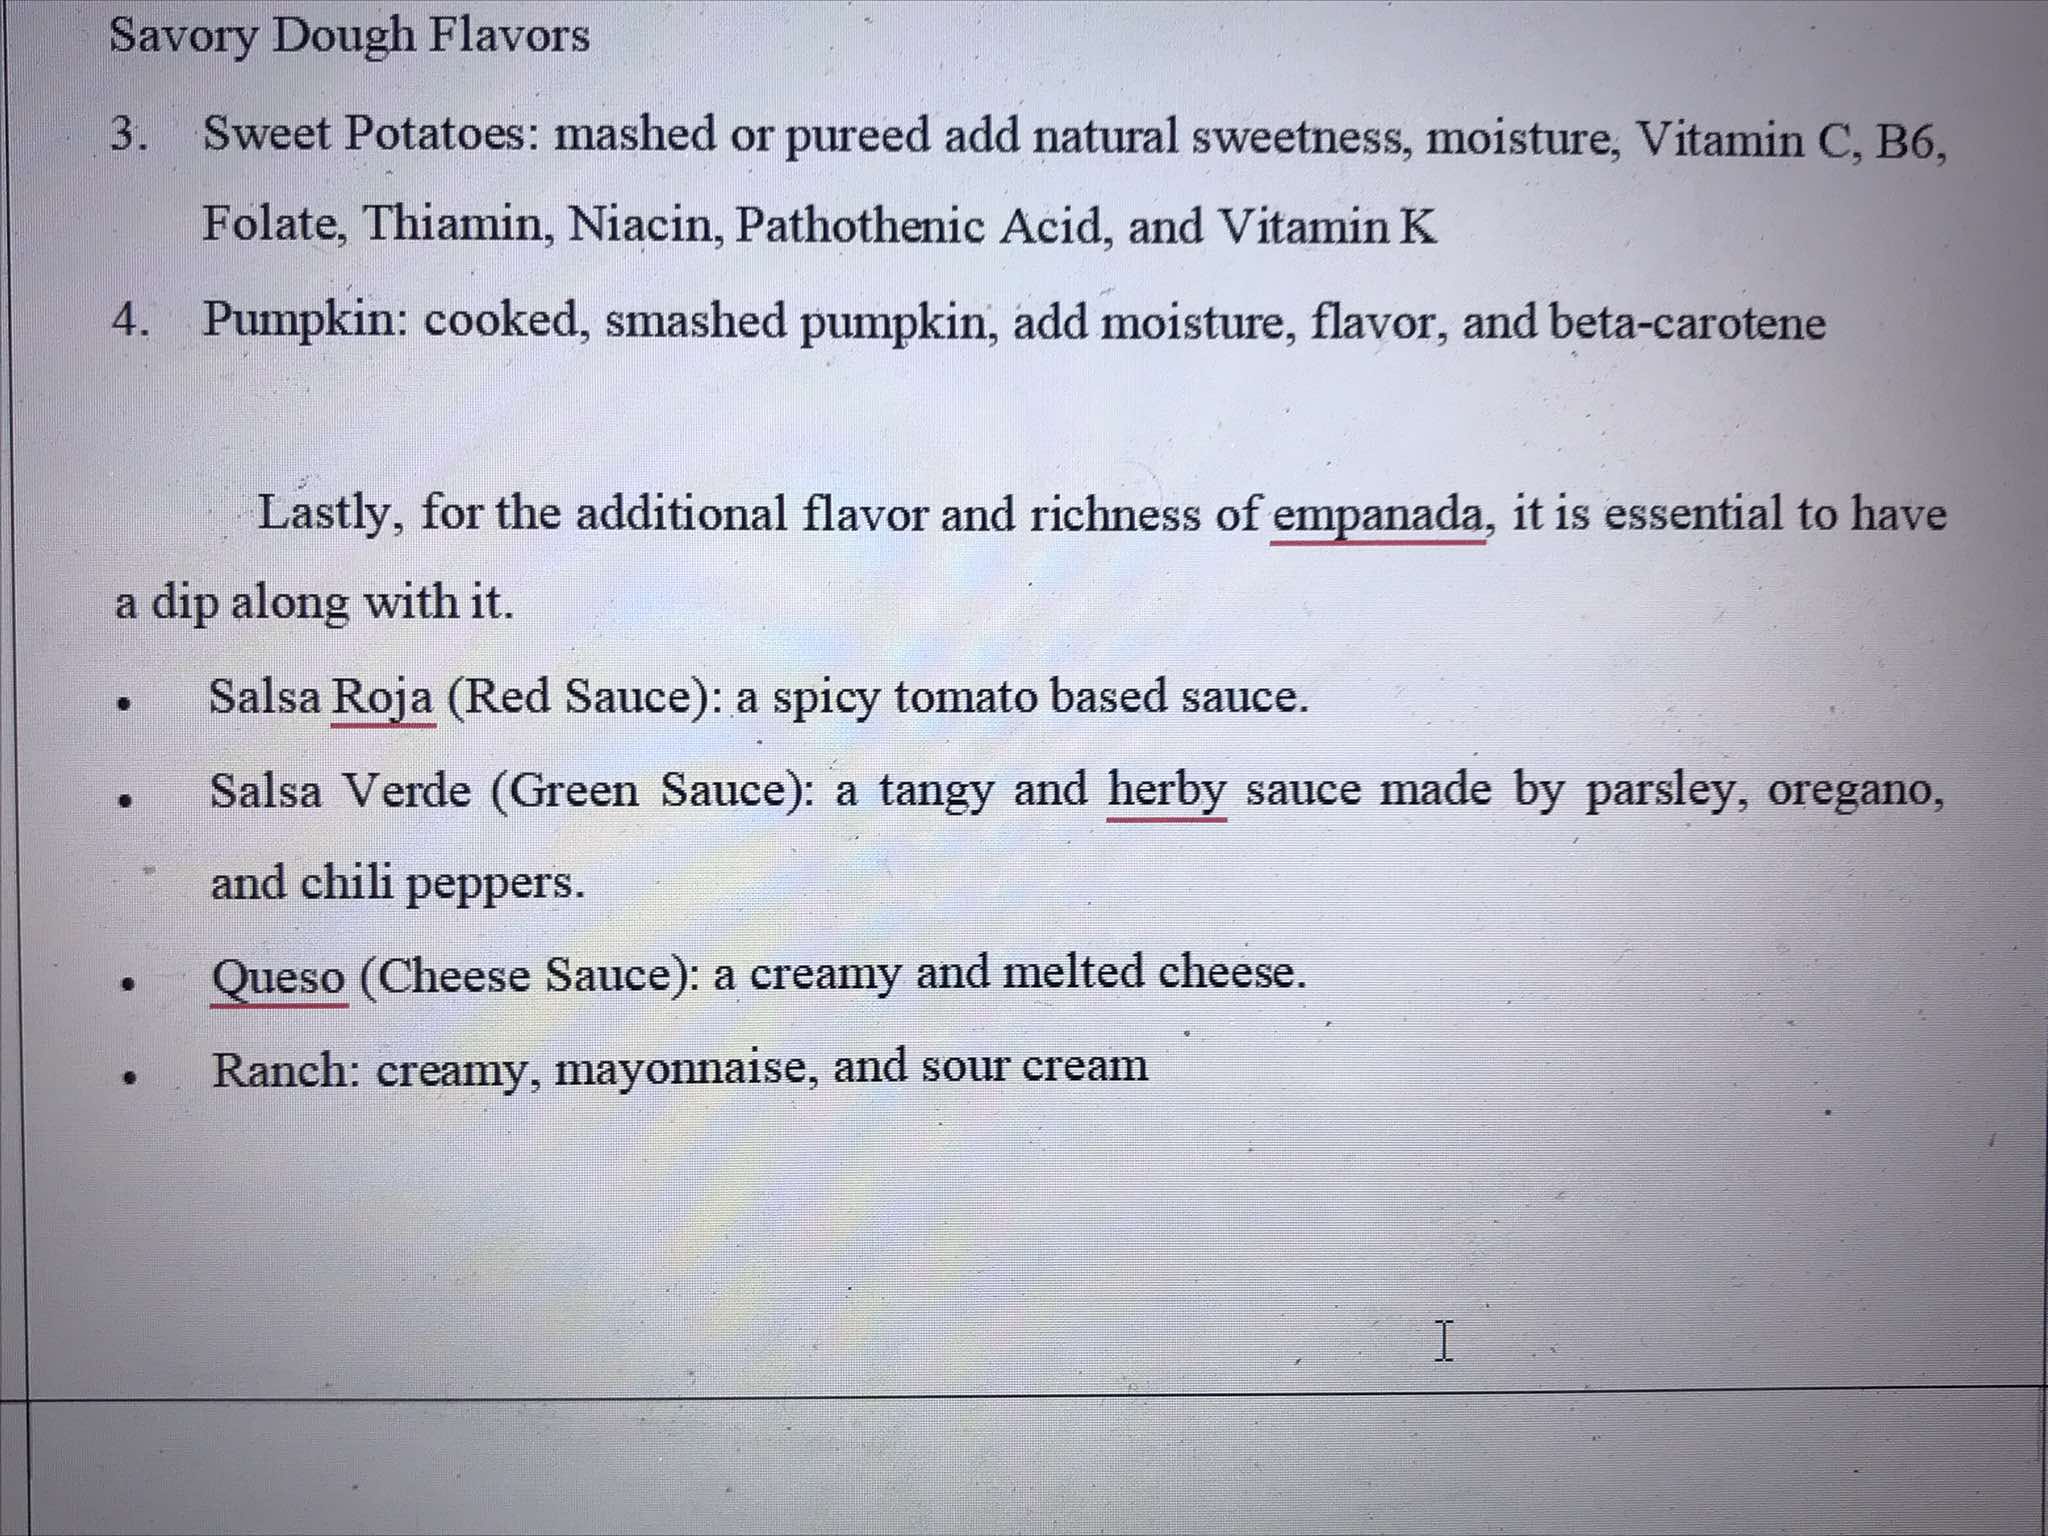 Savory Dough Flavors
3. Sweet Potatoes: mashed or pureed add natural sweetness, moisture, Vitamin C, B6,
Folate, Thiamin, Niacin, Pathothenic Acid, and Vitamin K
4. Pumpkin: cooked, smashed pumpkin, add moisture, flavor, and beta-carotene
Lastly, for the additional flavor and richness of empanada, it is essential to have
a dip along with it.
• Salsa Roja (Red Sauce): a spicy tomato based sauce.
• Salsa Verde (Green Sauce): a tangy and herby sauce made by parsley, oregano,
and chili peppers.
• Queso (Cheese Sauce): a creamy and melted cheese.
• Ranch: creamy, mayonnaise, and sour cream